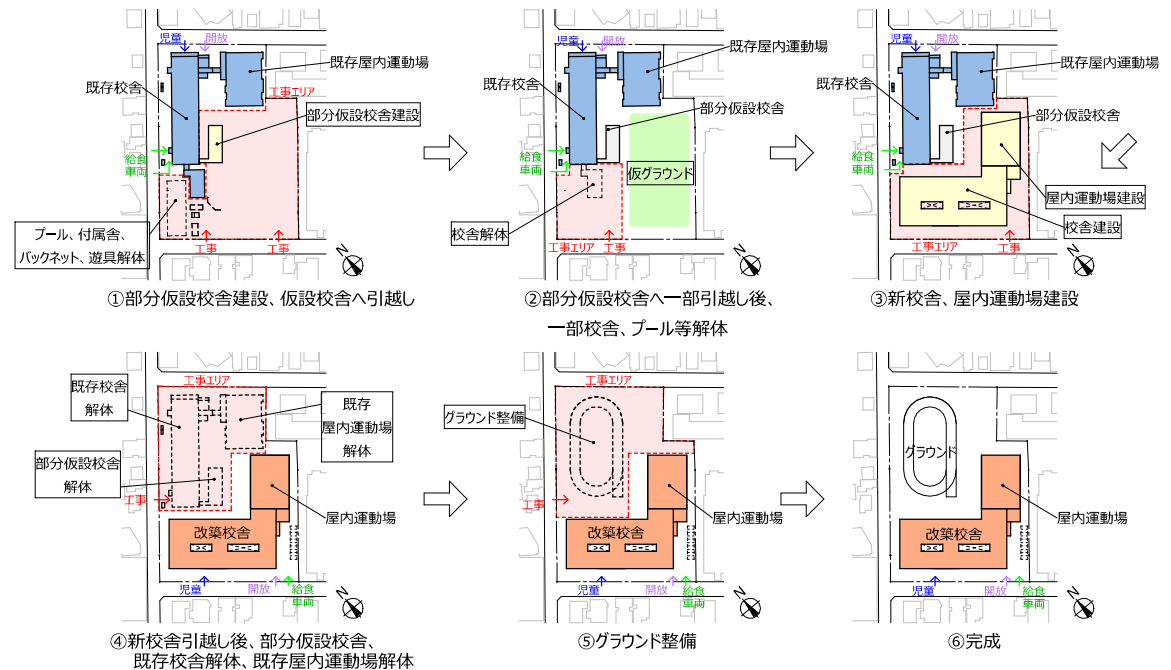 児童
開放
既存屋内運動場
工事エリア
既存校舎
部分仮設校舎建設
給食
車両
プール、付属舎、
バックネット、遊具解体
工事
工事
N
①部分仮設校舎建設、仮設校舎へ引越し
児童
開放
既存屋内運動場
既存校舎
部分仮設校舎
給食
車両
仮グラウンド
校舎解体
工事エリア
工事
N
②部分仮設校舎へ一部引越し後、
一部校舎、プール等解体
児童
開放
既存屋内運動場
既存校舎
部分仮設校舎
給食
車両
屋内運動場建設
校舎建設
工事エリア
工事
N
③新校舎、屋内運動場建設
工事エリア
既存校舎
解体
既存
屋内運動場
解体
部分仮設校舎
解体
工事
屋内運動場
改築校舎
児童
開放
給食
車両
N
④新校舎引越し後、部分仮設校舎、
既存校舎解体、既存屋内運動場解体
工事エリア
グラウンド整備
工事
屋内運動場
改築校舎
児童
開放
給食
車両
N
⑤グラウンド整備
グラウンド
屋内運動場
改築校舎
児童
開放
給食
車両
N
⑥完成